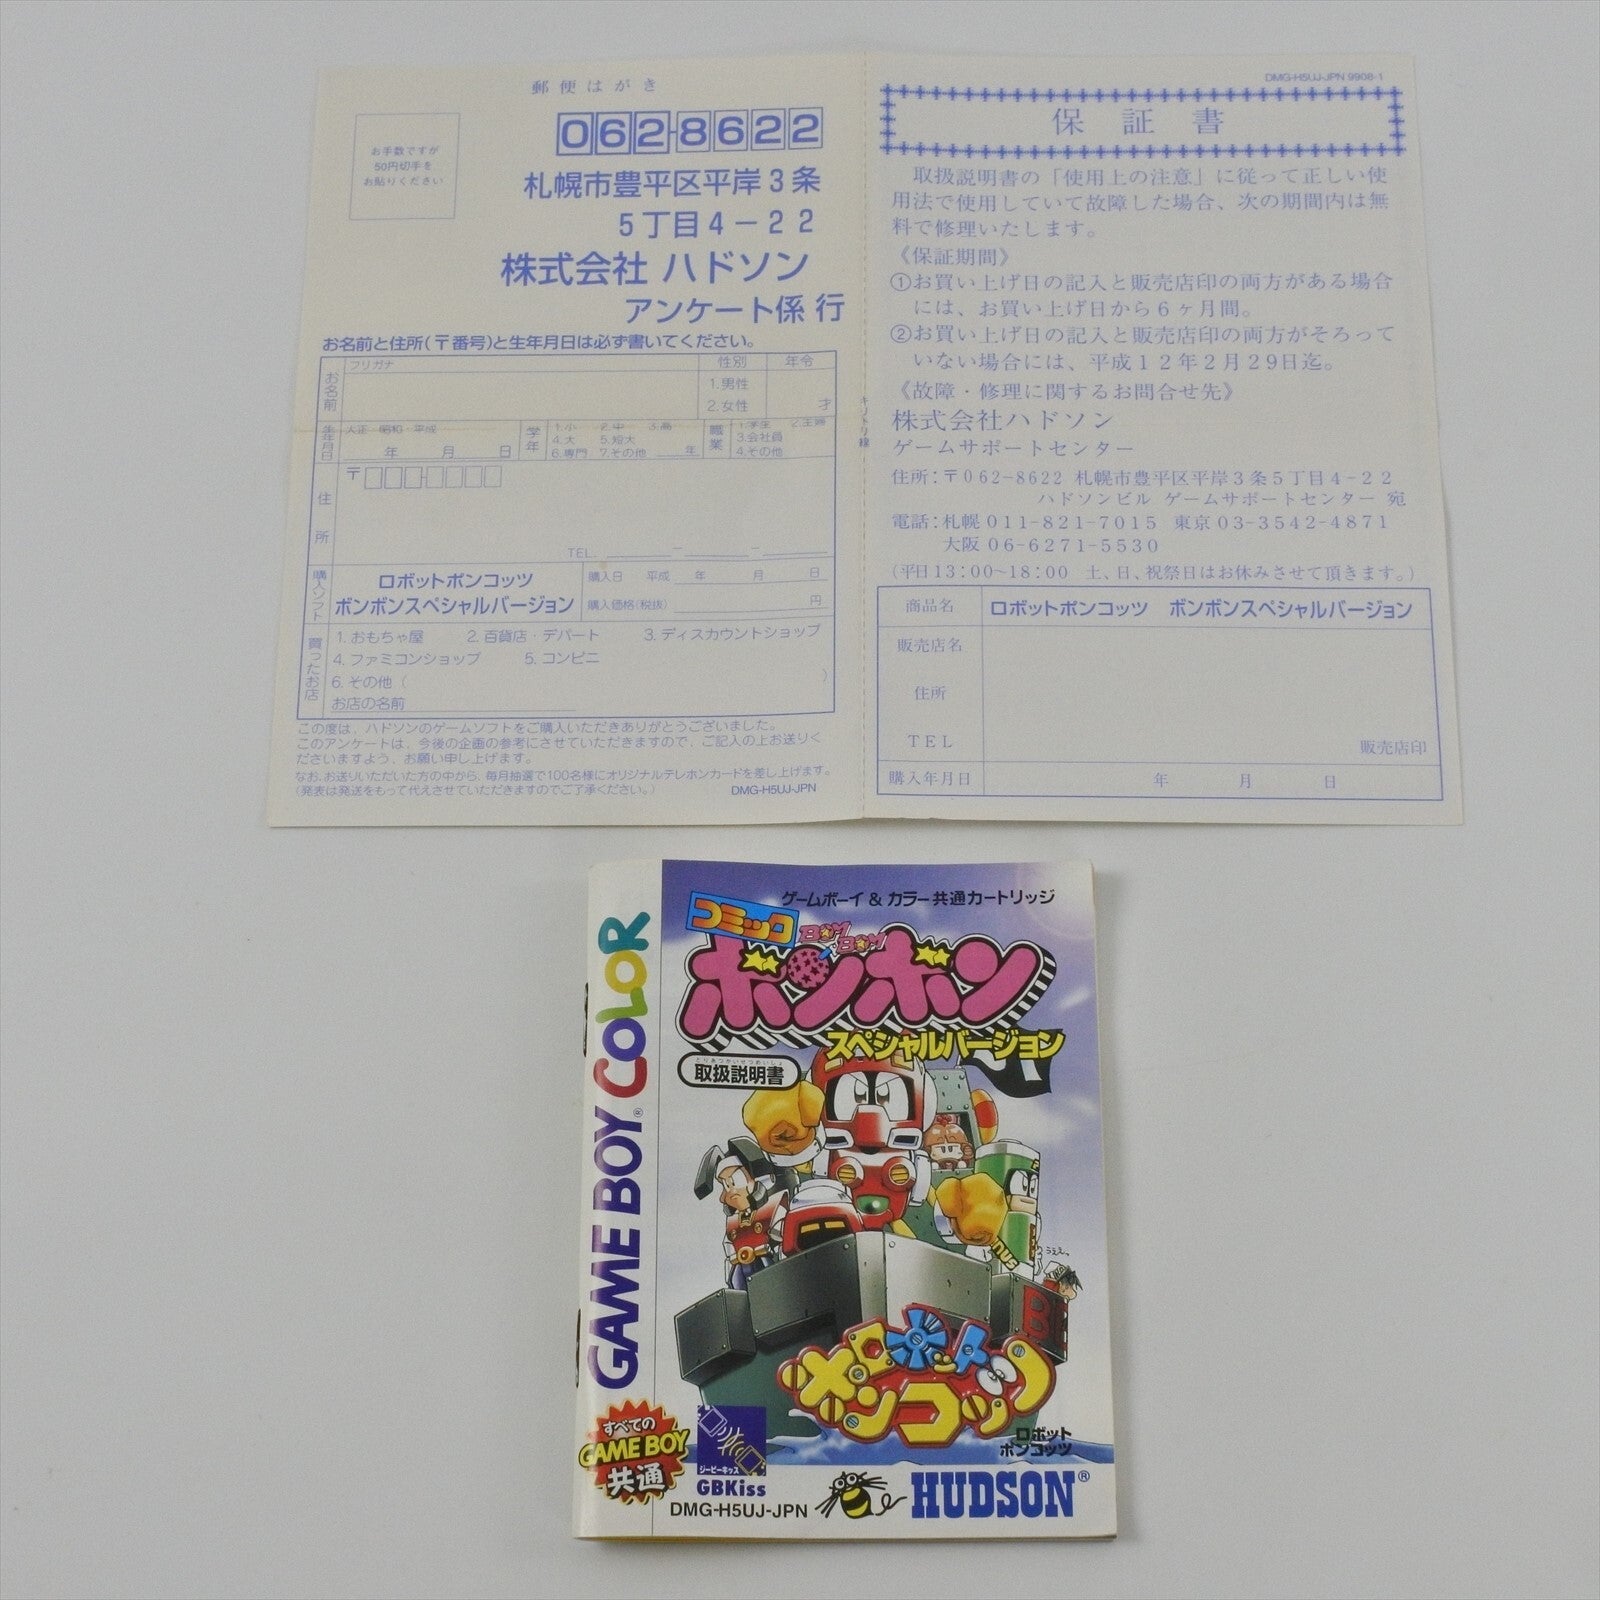 郵便はがき
お手数ですが
50円切手を
お貼りください
062-8622
札幌市豊平区平岸3条
5丁目4-22
株式会社 ハドソン
アンケート係 行
お名前と住所(〒番号)と生年月日は必ず書いてください。
お名前
フリガナ
性別
年令
1.男性
2.女性
才
生年月日
大正・昭和・平成
年 月 日
学年
1.小 2.中 3.高
4.大 5.短大
6.専門 7.その他 年
職業
1.学生 2.主婦
3.会社員
4.その他
住所
〒
TEL. - -
購入ソフト
ロボットポンコッツ
ボンボンスペシャルバージョン
購入日 平成 年 月 日
購入価格(税抜) 円
買ったお店
1. おもちゃ屋 2. 百貨店・デパート 3. ディスカウントショップ
4. ファミコンショップ 5. コンビニ
6. その他 ( )
お店の名前
この度は、ハドソンのゲームソフトをご購入いただきありがとうございました。
このアンケートは、今後の企画の参考にさせていただきますので、ご記入の上お送りく
ださいますよう、お願い申し上げます。
なお、お送りいただいた方の中から、毎月抽選で100名様にオリジナルテレホンカードを差し上げます。
(発表は発送をもって代えさせていただきますのでご了承ください。)
DMG-H5UJ-JPN
キリトリ線
DMG-H5UJ-JPN 9908-1
保証書
取扱説明書の「使用上の注意」に従って正しい使
用法で使用していて故障した場合、次の期間内は無
料で修理いたします。
《保証期間》
①お買い上げ日の記入と販売店印の両方がある場合
には、お買い上げ日から6ヶ月間。
②お買い上げ日の記入と販売店印の両方がそろって
いない場合には、平成12年2月29日迄。
《故障・修理に関するお問合せ先》
株式会社ハドソン
ゲームサポートセンター
住所:〒062-8622 札幌市豊平区平岸3条5丁目4-22
ハドソンビル ゲームサポートセンター 宛
電話:札幌 011-821-7015 東京 03-3542-4871
大阪 06-6271-5530
(平日13:00~18:00 土、日、祝祭日はお休みさせて頂きます。)
商品名
ロボットポンコッツ ボンボンスペシャルバージョン
販売店名
住所
TEL
販売店印
購入年月日
年 月 日
GAME BOY COLOR
ゲームボーイ&カラー共通カートリッジ
コミック
BOM BOM
ボンボン
スペシャルバージョン
とりあつかいせつめいしょ
取扱説明書
ロボット
ポンコッツ
ロボット
ポンコッツ
すべての
GAME BOY
共通
ジービーキッス
GBKiss
DMG-H5UJ-JPN
HUDSON®